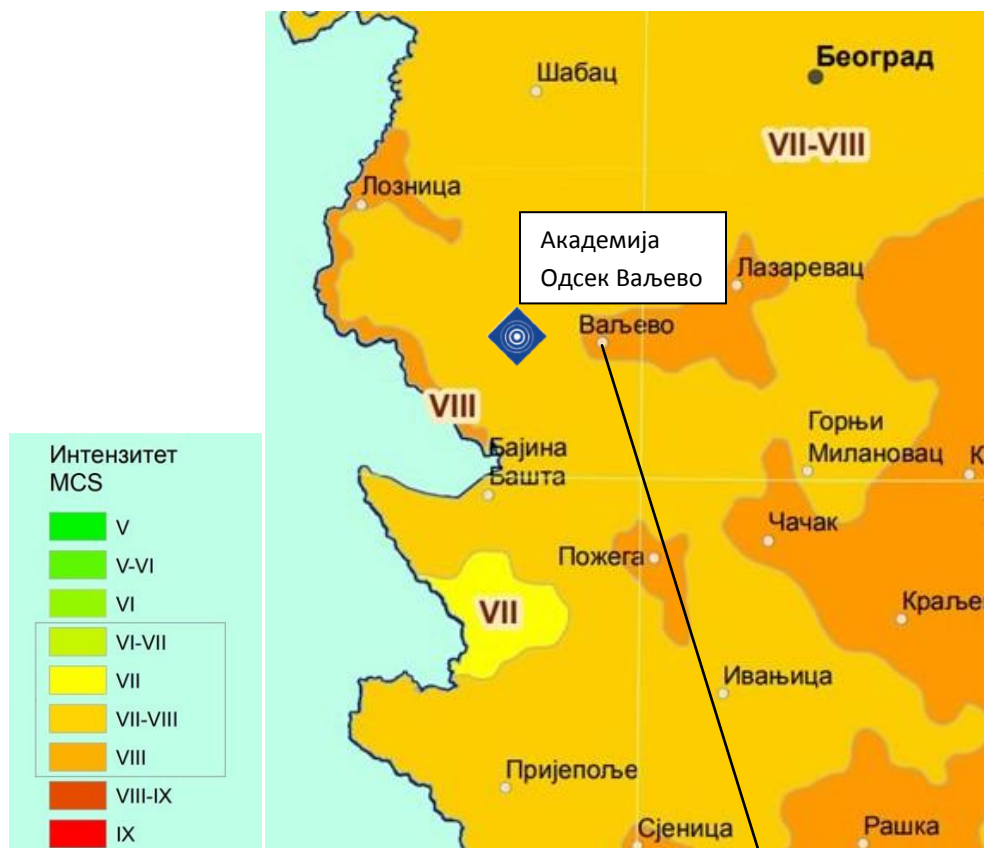 Београд
Шабац
VII-VIII
Лозница
Академија
Одсек Ваљево
Лазаревац
Ваљево
VIII
Горњи
Милановац
К
Бајина
Башта
Чачак
Пожега
Краље
VII
Ивањица
Пријепоље
Сјеница
Рашка
Интензитет
MCS
V
V-VI
VI
VI-VII
VII
VII-VIII
VIII
VIII-IX
IX